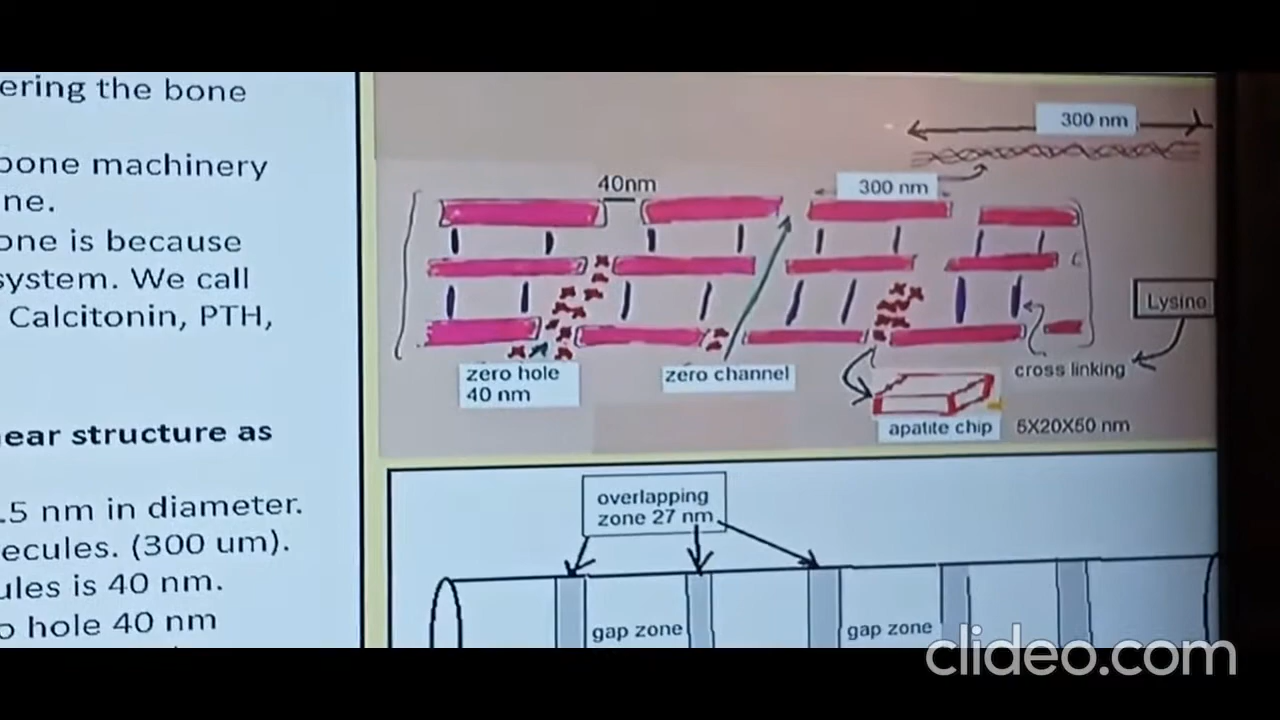 ering the bone
bone machinery
ne.
one is because
system. We call
Calcitonin, PTH,
ear structure as
.5 nm in diameter.
ecules. (300 um).
ules is 40 nm.
o hole 40 nm
300 nm
40nm
300 nm
Lysine
zero hole
40 nm
zero channel
cross linking
apatite chip
5X20X50 nm
overlapping
zone 27 nm
gap zone
gap zone
clideo.com